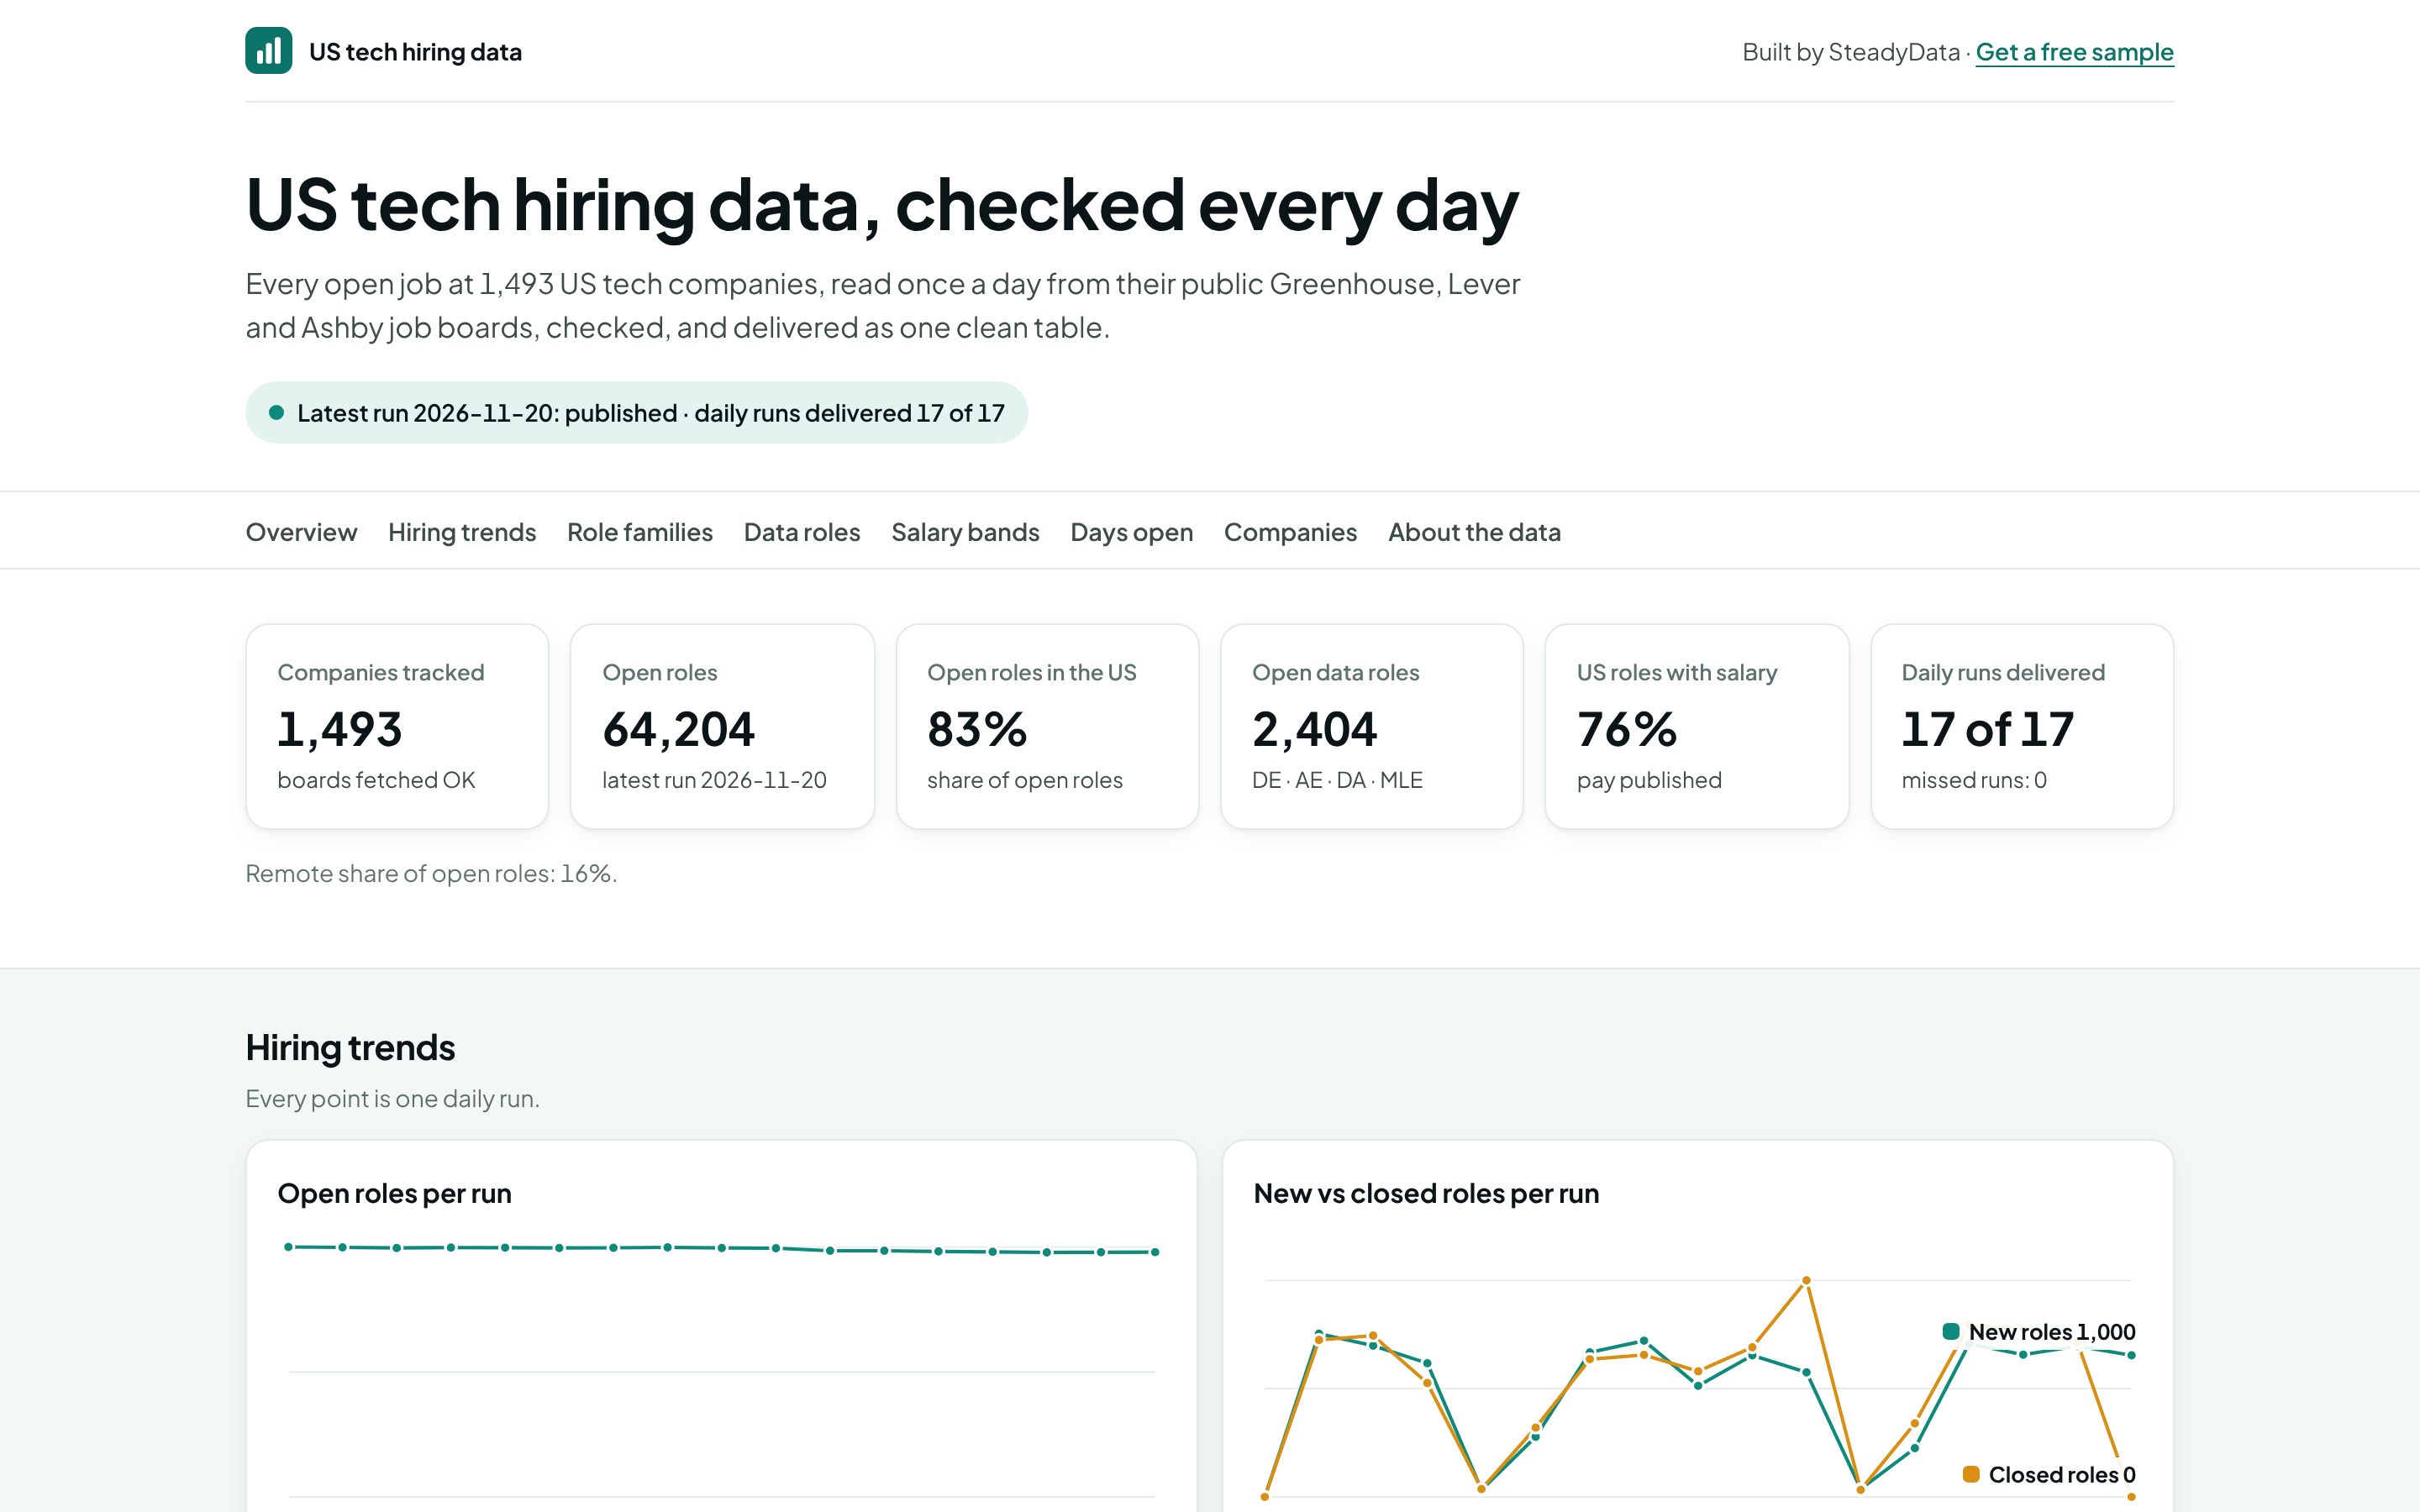 US tech hiring data
Built by SteadyData · Get a free sample
US tech hiring data, checked every day
Every open job at 1,493 US tech companies, read once a day from their public Greenhouse, Lever
and Ashby job boards, checked, and delivered as one clean table.
Latest run 2026-11-20: published · daily runs delivered 17 of 17
Overview
Hiring trends
Role families
Data roles
Salary bands
Days open
Companies
About the data
Companies tracked
1,493
boards fetched OK
Open roles
64,204
latest run 2026-11-20
Open roles in the US
83%
share of open roles
Open data roles
2,404
DE · AE · DA · MLE
US roles with salary
76%
pay published
Daily runs delivered
17 of 17
missed runs: 0
Remote share of open roles: 16%.
Hiring trends
Every point is one daily run.
Open roles per run
New vs closed roles per run
New roles 1,000
Closed roles 0